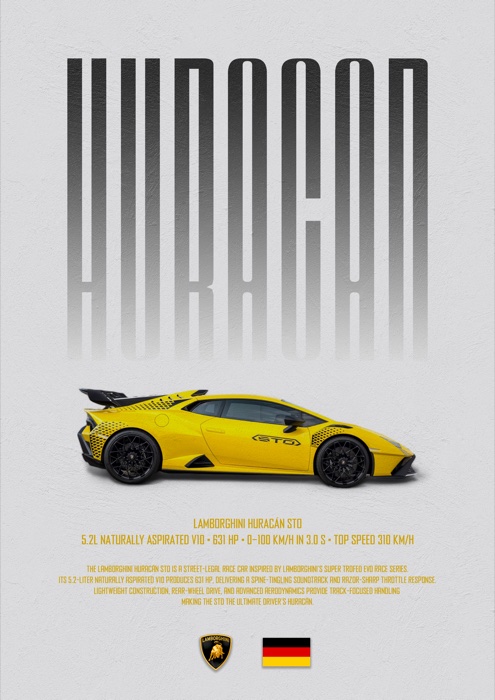 HURACAN
STO
LAMBORGHINI HURACÁN STO
5.2L NATURALLY ASPIRATED V10 • 631 HP • 0–100 KM/H IN 3.0 S • TOP SPEED 310 KM/H
THE LAMBORGHINI HURACÁN STO IS A STREET-LEGAL RACE CAR INSPIRED BY LAMBORGHINI'S SUPER TROFEO EVO RACE SERIES.
ITS 5.2-LITER NATURALLY ASPIRATED V10 PRODUCES 631 HP, DELIVERING A SPINE-TINGLING SOUNDTRACK AND RAZOR-SHARP THROTTLE RESPONSE.
LIGHTWEIGHT CONSTRUCTION, REAR-WHEEL DRIVE, AND ADVANCED AERODYNAMICS PROVIDE TRACK-FOCUSED HANDLING
MAKING THE STO THE ULTIMATE DRIVER'S HURACÁN.
LAMBORGHINI